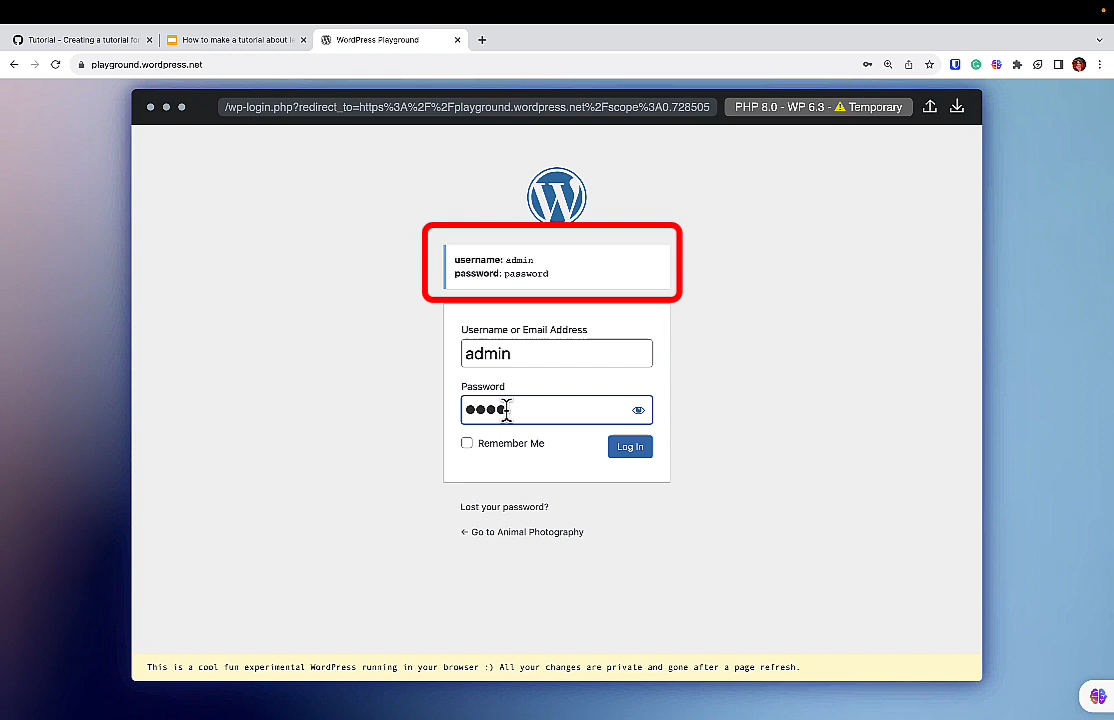 Tutorial - Creating a tutorial for
How to make a tutorial about le
WordPress Playground
playground.wordpress.net
/wp-login.php?redirect_to=https%3A%2F%2Fplayground.wordpress.net%2Fscope%3A0.728505
PHP 8.0 - WP 6.3 - ⚠ Temporary
username: admin
password: password
Username or Email Address
admin
Password
Remember Me
Log In
Lost your password?
← Go to Animal Photography
This is a cool fun experimental WordPress running in your browser :) All your changes are private and gone after a page refresh.